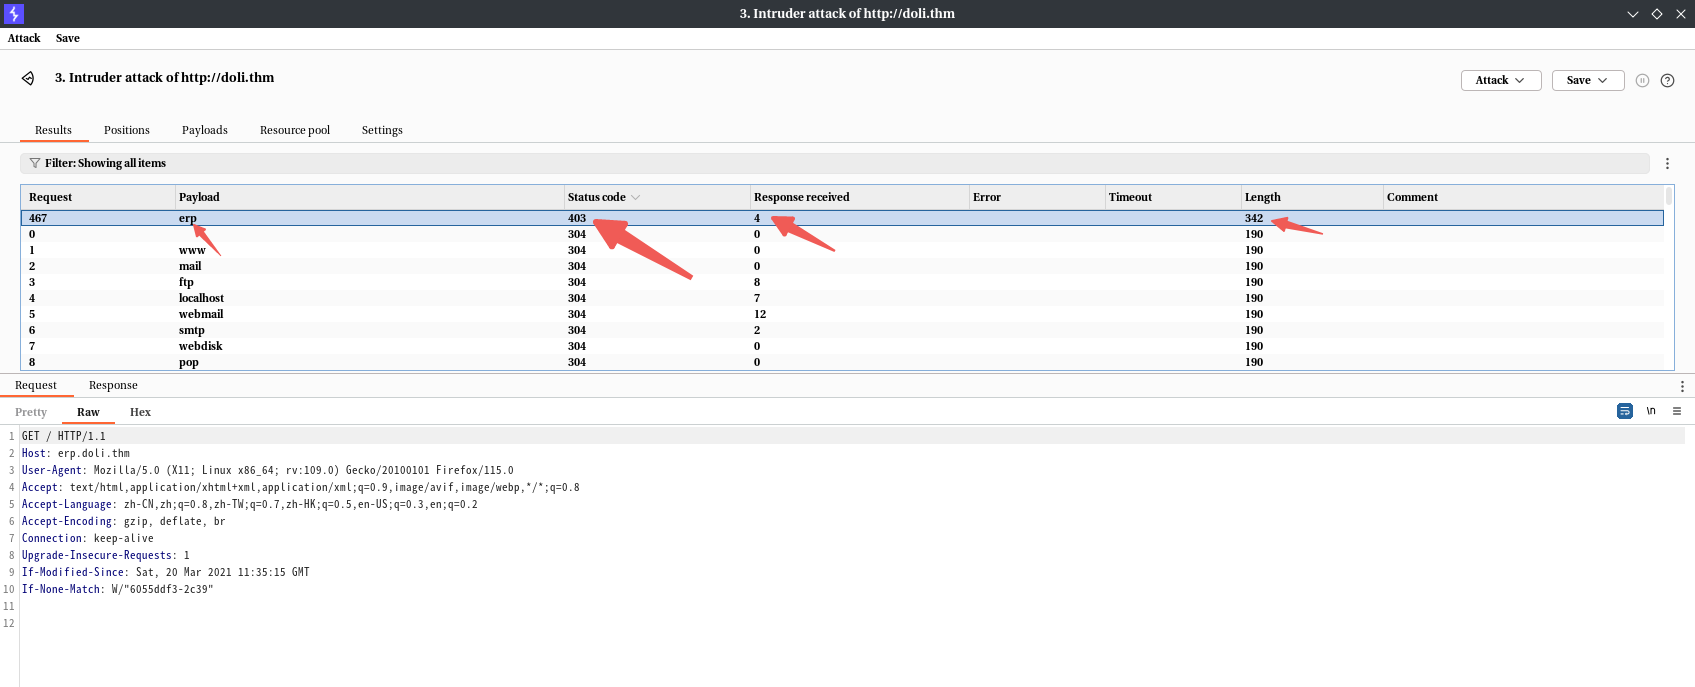 3. Intruder attack of http://doli.thm
Attack Save
3. Intruder attack of http://doli.thm
Attack Save
Results Positions Payloads Resource pool Settings
Filter: Showing all items
Request Payload Status code Response received Error Timeout Length Comment
467 erp 403 4 342
0 304 0 190
1 www 304 0 190
2 mail 304 0 190
3 ftp 304 8 190
4 localhost 304 7 190
5 webmail 304 12 190
6 smtp 304 2 190
7 webdisk 304 0 190
8 pop 304 0 190
Request Response
Pretty Raw Hex
\n
1 GET / HTTP/1.1
2 Host: erp.doli.thm
3 User-Agent: Mozilla/5.0 (X11; Linux x86_64; rv:109.0) Gecko/20100101 Firefox/115.0
4 Accept: text/html,application/xhtml+xml,application/xml;q=0.9,image/avif,image/webp,*/*;q=0.8
5 Accept-Language: zh-CN,zh;q=0.8,zh-TW;q=0.7,zh-HK;q=0.5,en-US;q=0.3,en;q=0.2
6 Accept-Encoding: gzip, deflate, br
7 Connection: keep-alive
8 Upgrade-Insecure-Requests: 1
9 If-Modified-Since: Sat, 20 Mar 2021 11:35:15 GMT
10 If-None-Match: W/"6055ddf3-2c39"
11
12